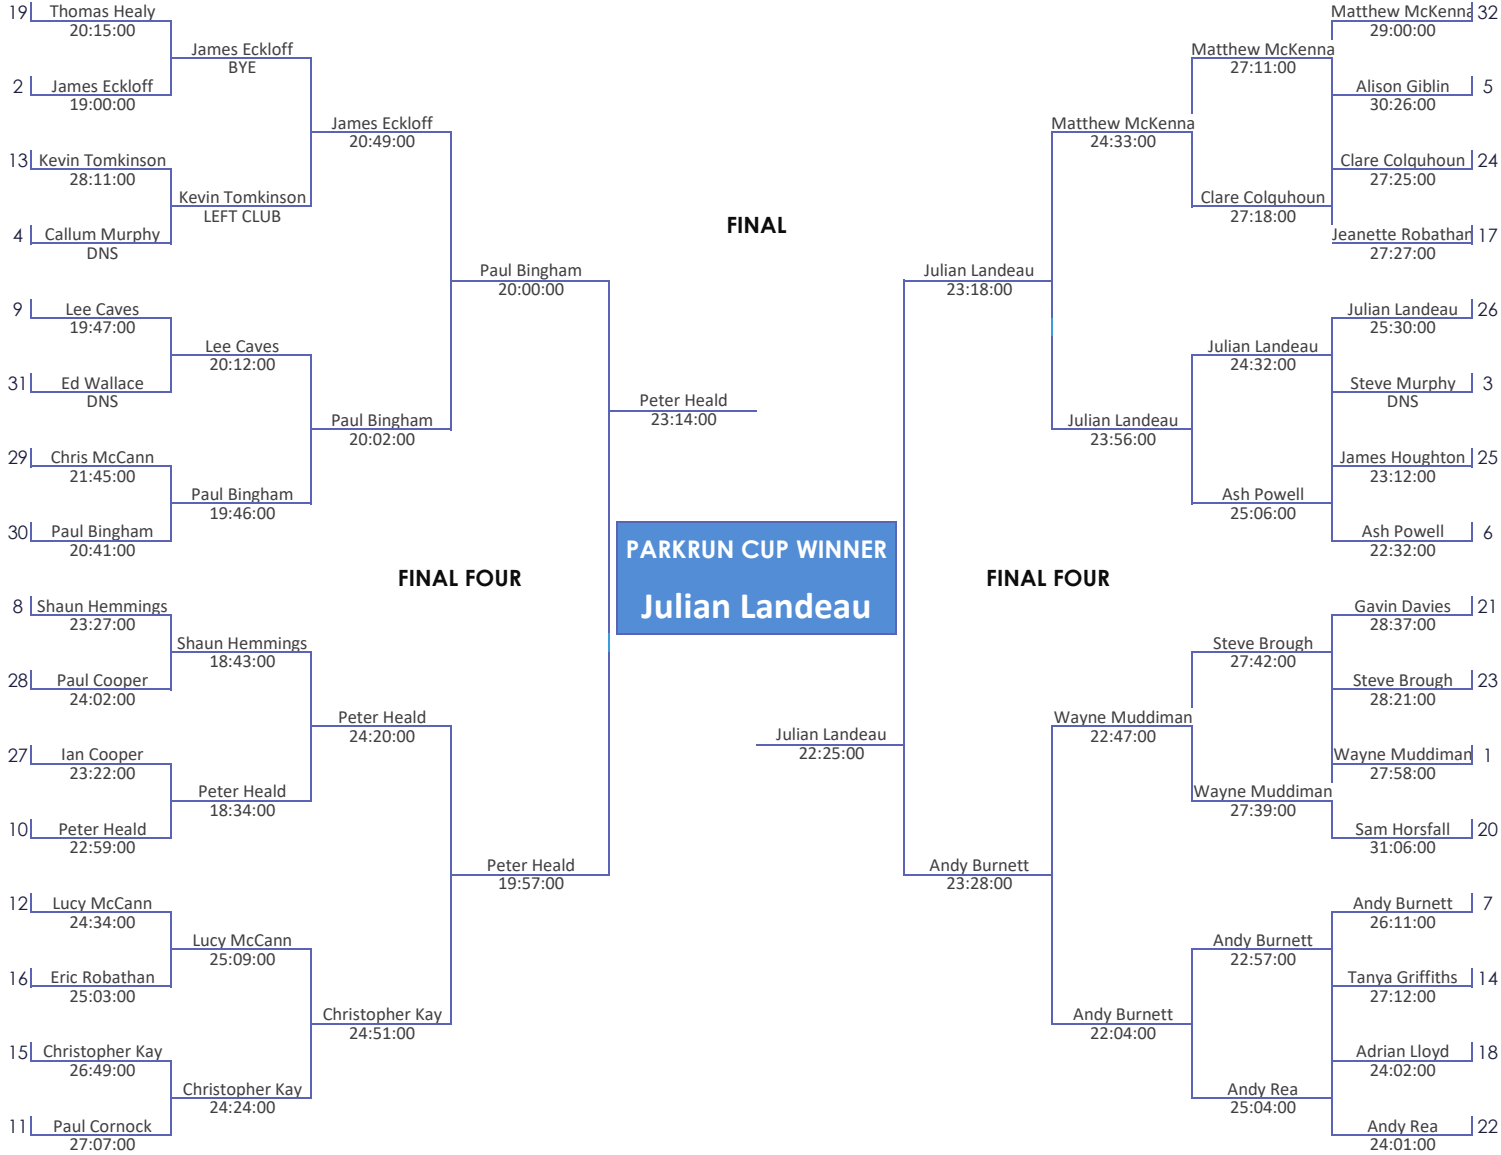 19 Thomas Healy
20:15:00
James Eckloff
BYE
2 James Eckloff
19:00:00
James Eckloff
20:49:00
13 Kevin Tomkinson
28:11:00
Kevin Tomkinson
LEFT CLUB
4 Callum Murphy
DNS
Paul Bingham
20:00:00
9 Lee Caves
19:47:00
Lee Caves
20:12:00
31 Ed Wallace
DNS
Paul Bingham
20:02:00
29 Chris McCann
21:45:00
Paul Bingham
19:46:00
30 Paul Bingham
20:41:00
FINAL FOUR
8 Shaun Hemmings
23:27:00
Shaun Hemmings
18:43:00
28 Paul Cooper
24:02:00
Peter Heald
24:20:00
27 Ian Cooper
23:22:00
Peter Heald
18:34:00
10 Peter Heald
22:59:00
Peter Heald
19:57:00
12 Lucy McCann
24:34:00
Lucy McCann
25:09:00
16 Eric Robathan
25:03:00
Christopher Kay
24:51:00
15 Christopher Kay
26:49:00
Christopher Kay
24:24:00
11 Paul Cornock
27:07:00
FINAL
Peter Heald
23:14:00
PARKRUN CUP WINNER
Julian Landeau
Julian Landeau
22:25:00
Matthew McKenna 32
29:00:00
Matthew McKenna
27:11:00
Alison Giblin 5
30:26:00
Matthew McKenna
24:33:00
Clare Colquhoun 24
27:25:00
Clare Colquhoun
27:18:00
Jeanette Robathan 17
27:27:00
Julian Landeau
23:18:00
Julian Landeau 26
25:30:00
Julian Landeau
24:32:00
Steve Murphy 3
DNS
Julian Landeau
23:56:00
James Houghton 25
23:12:00
Ash Powell
25:06:00
Ash Powell 6
22:32:00
FINAL FOUR
Gavin Davies 21
28:37:00
Steve Brough
27:42:00
Steve Brough 23
28:21:00
Wayne Muddiman
22:47:00
Wayne Muddiman 1
27:58:00
Wayne Muddiman
27:39:00
Sam Horsfall 20
31:06:00
Andy Burnett
23:28:00
Andy Burnett 7
26:11:00
Andy Burnett
22:57:00
Tanya Griffiths 14
27:12:00
Andy Burnett
22:04:00
Adrian Lloyd 18
24:02:00
Andy Rea
25:04:00
Andy Rea 22
24:01:00